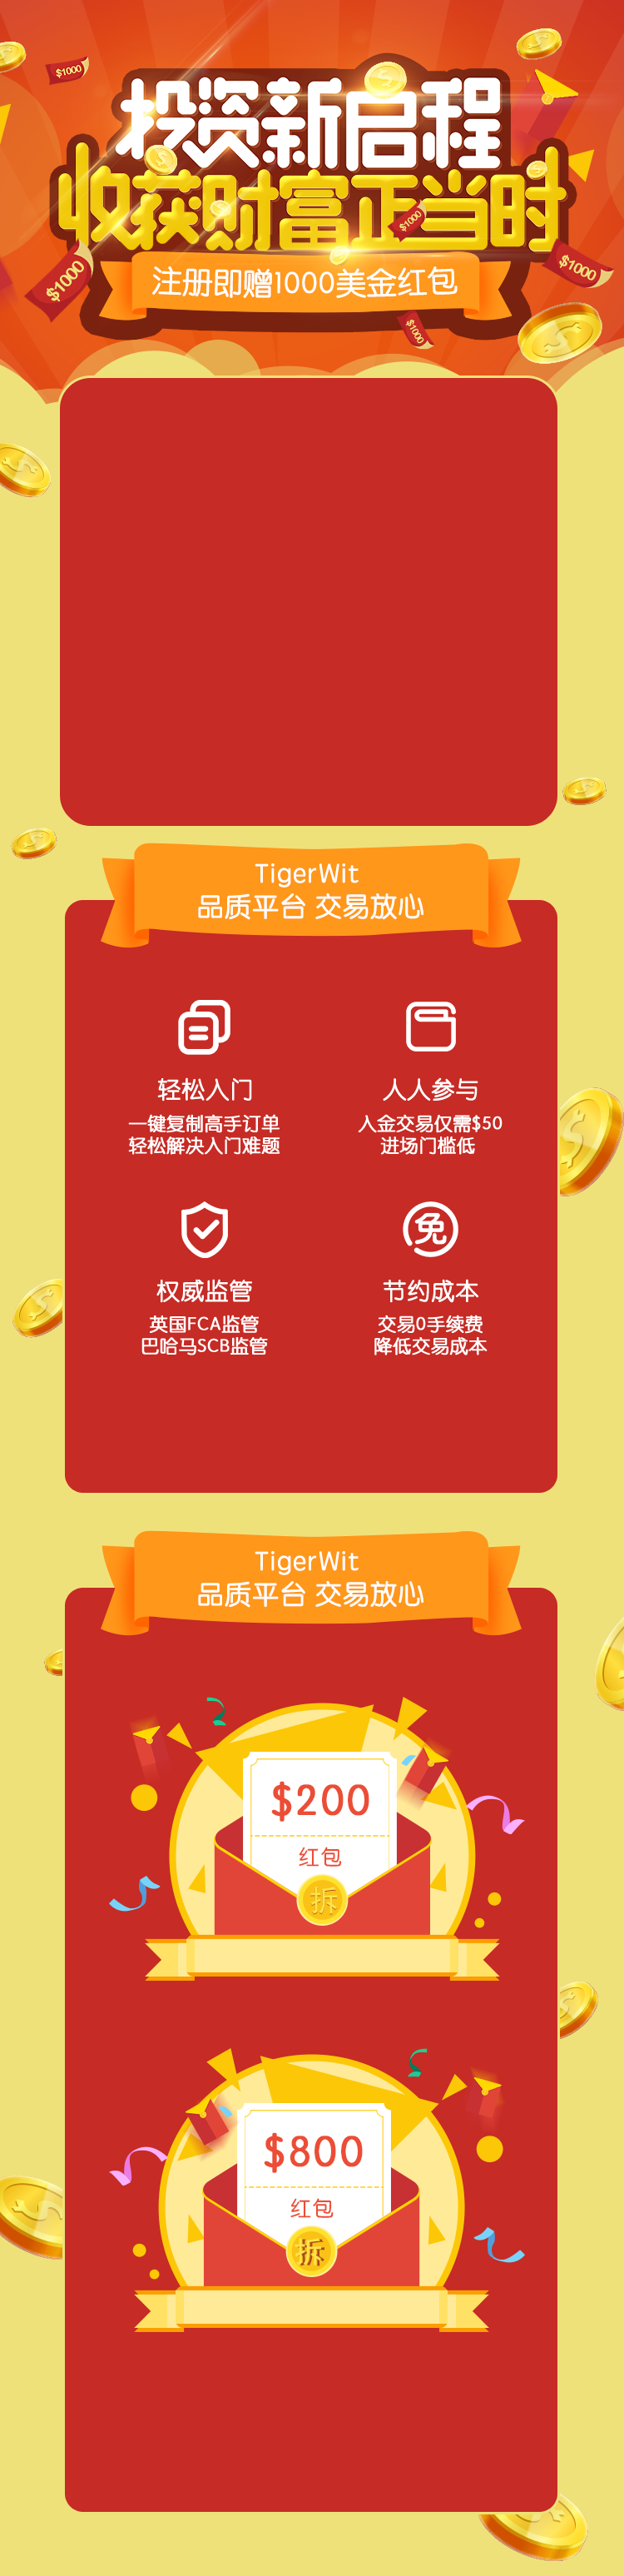 $1000
投资新启程
收获财富正当时
$1000
$1000
$1000
注册即赠1000美金红包
$1000
TigerWit
品质平台 交易放心
轻松入门
一键复制高手订单
轻松解决入门难题
人人参与
入金交易仅需$50
进场门槛低
免
权威监管
英国FCA监管
巴哈马SCB监管
节约成本
交易0手续费
降低交易成本
TigerWit
品质平台 交易放心
$200
红包
拆
$800
红包
拆